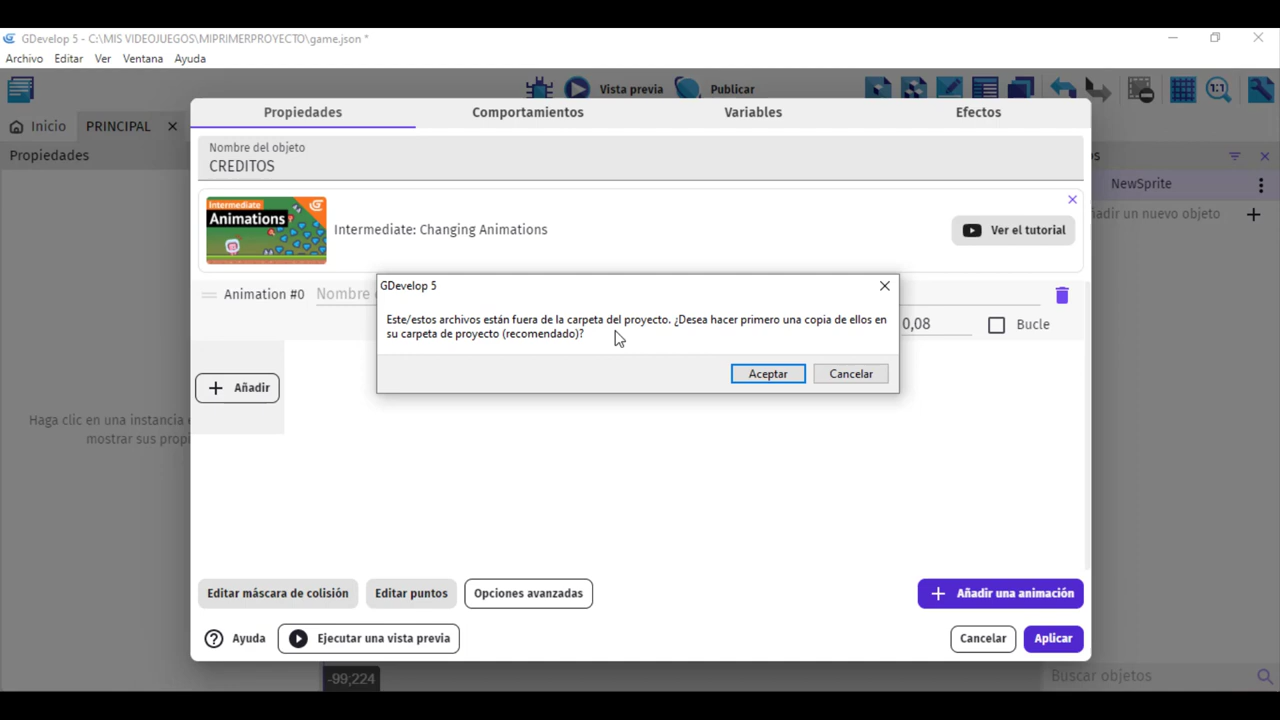 GDevelop 5 - C:\MIS VIDEOJUEGOS\MIPRIMERPROYECTO\game.json *
Archivo Editar Ver Ventana Ayuda
Vista previa Publicar
1:1
Inicio PRINCIPAL
Propiedades
Propiedades Comportamientos Variables Efectos
Nombre del objeto
CREDITOS
NewSprite
Intermediate
Animations
Intermediate: Changing Animations
Ver el tutorial
Animation #0
0,08 Bucle
GDevelop 5
Este/estos archivos están fuera de la carpeta del proyecto. ¿Desea hacer primero una copia de ellos en
su carpeta de proyecto (recomendado)?
Aceptar Cancelar
Añadir
Haga clic en una instancia
mostrar sus
un nuevo objeto
Editar máscara de colisión Editar puntos Opciones avanzadas Añadir una animación
Ayuda Ejecutar una vista previa Cancelar Aplicar
-99;224
Buscar objetos